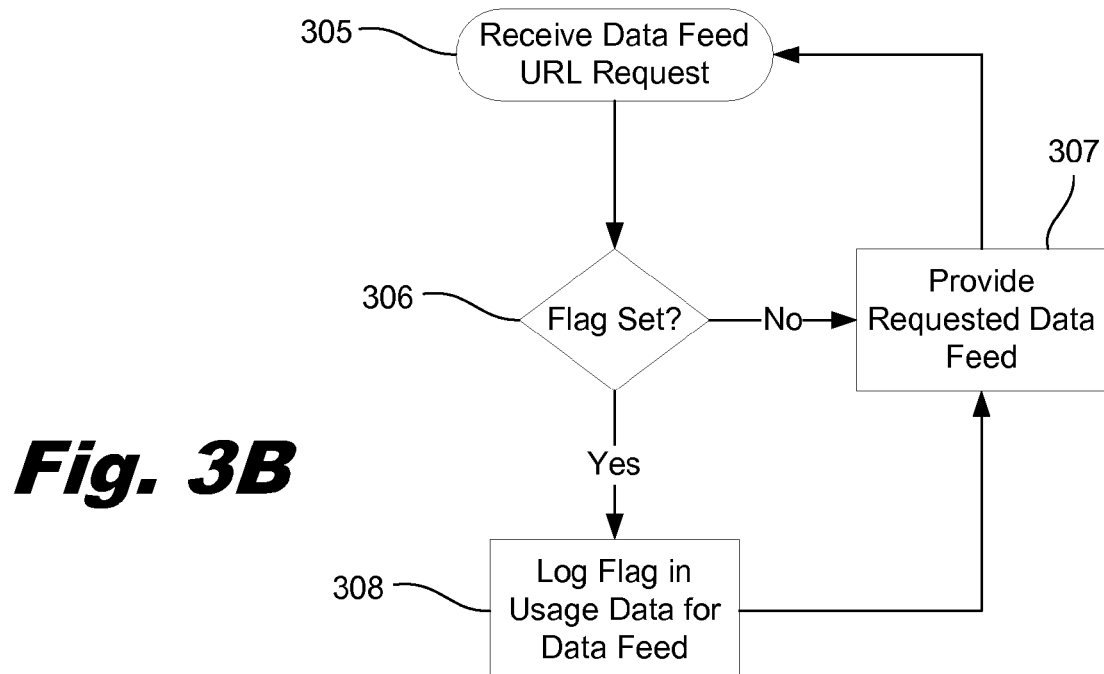 305
Receive Data Feed
URL Request
307
306
Flag Set?
No
Provide
Requested Data
Feed
Fig. 3B
Yes
308
Log Flag in
Usage Data for
Data Feed